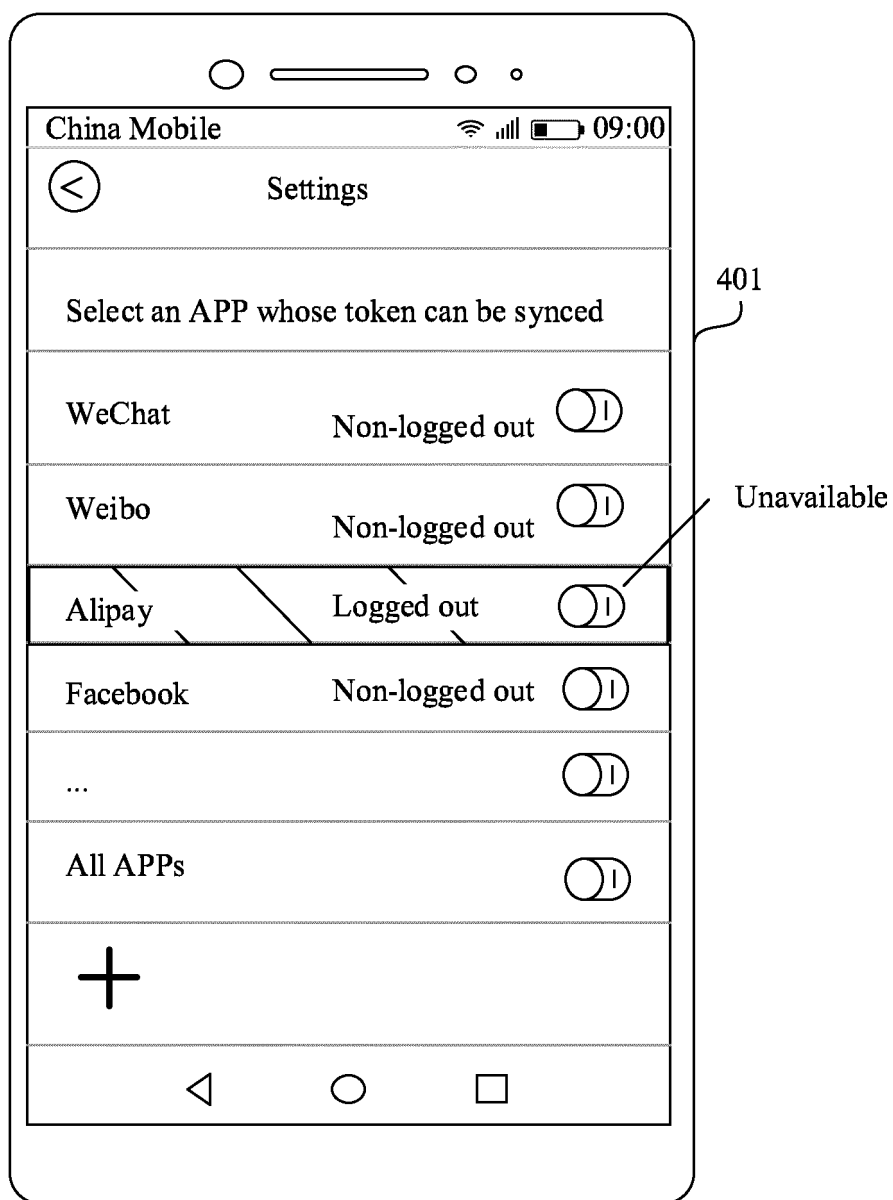 China Mobile 09:00
< Settings
Select an APP whose token can be synced
401
WeChat Non-logged out
Weibo Non-logged out
Unavailable
Alipay Logged out
Facebook Non-logged out
...
All APPs
+